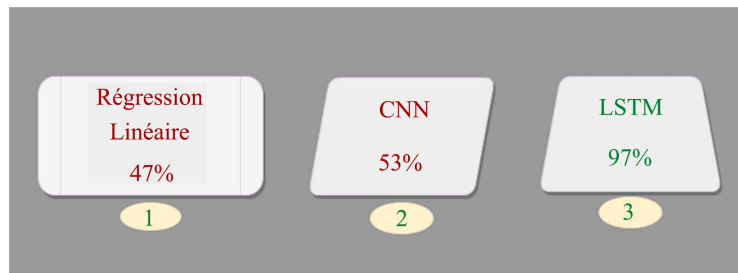 Régression
Linéaire
47%
1
CNN
53%
2
LSTM
97%
3